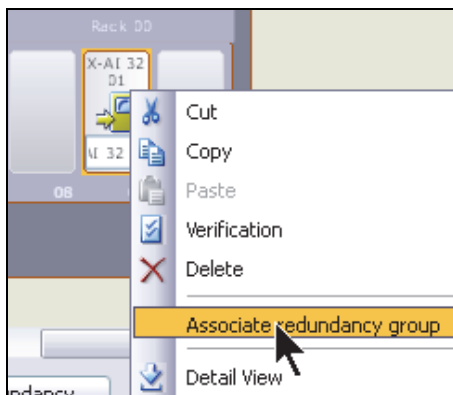 Rack 00
X-AI 32
01
AI 32
08
Cut
Copy
Paste
Verification
Delete
Associate redundancy group
Detail View
ndancy